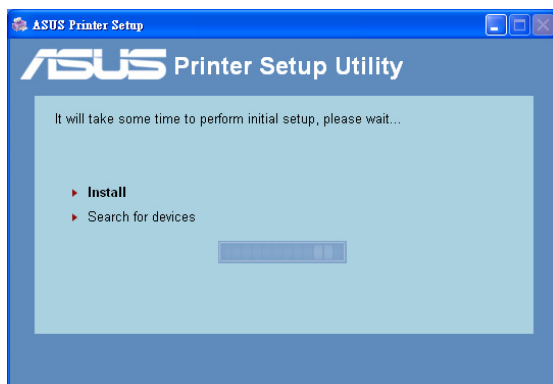 ASUS Printer Setup
ASUS Printer Setup Utility
It will take some time to perform initial setup, please wait...
Install
Search for devices